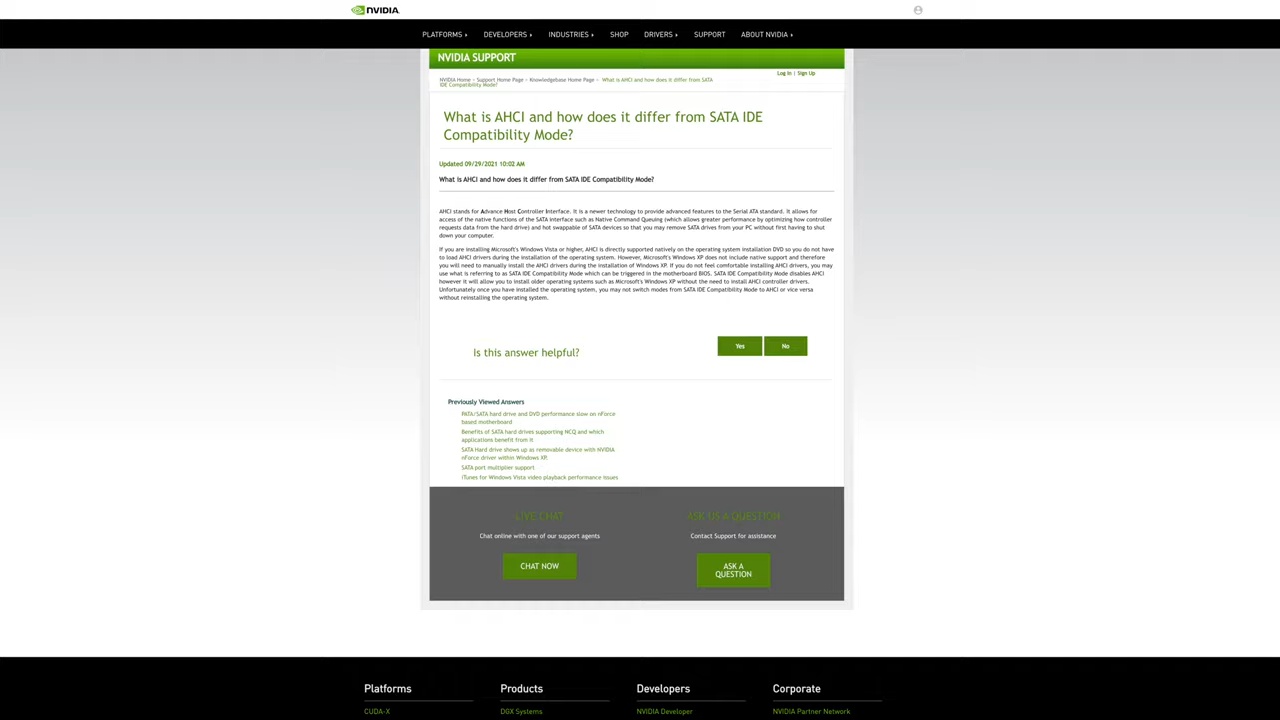 NVIDIA.
PLATFORMS DEVELOPERS INDUSTRIES SHOP DRIVERS SUPPORT ABOUT NVIDIA
NVIDIA SUPPORT
Log In | Sign Up
NVIDIA Home > Support Home Page > Knowledgebase Home Page > What is AHCI and how does it differ from SATA
IDE Compatibility Mode?
What is AHCI and how does it differ from SATA IDE
Compatibility Mode?
Updated 09/29/2021 10:02 AM
What is AHCI and how does it differ from SATA IDE Compatibility Mode?
AHCI stands for Advance Host Controller Interface. It is a newer technology to provide advanced features to the Serial ATA standard. It allows for
access of the native functions of the SATA interface such as Native Command Queuing (which allows greater performance by optimizing how controller
requests data from the hard drive) and hot swappable of SATA devices so that you may remove SATA drives from your PC without first having to shut
down your computer.
If you are installing Microsoft's Windows Vista or higher, AHCI is directly supported natively on the operating system installation DVD so you do not have
to load AHCI drivers during the installation of the operating system. However, Microsoft's Windows XP does not include native support and therefore
you will need to manually install the AHCI drivers during the installation of Windows XP. If you do not feel comfortable installing AHCI drivers, you may
use what is referring to as SATA IDE Compatibility Mode which can be triggered in the motherboard BIOS. SATA IDE Compatibility Mode disables AHCI
however it will allow you to install older operating systems such as Microsoft's Windows XP without the need to install AHCI controller drivers.
Unfortunately once you have installed the operating system, you may not switch modes from SATA IDE Compatibility Mode to AHCI or vice versa
without reinstalling the operating system.
Is this answer helpful?
Yes No
Previously Viewed Answers
PATA/SATA hard drive and DVD performance slow on nForce
based motherboard
Benefits of SATA hard drives supporting NCQ and which
applications benefit from it
SATA Hard drive shows up as removable device with NVIDIA
nForce driver within Windows XP.
SATA port multiplier support
iTunes for Windows Vista video playback performance issues
LIVE CHAT
Chat online with one of our support agents
CHAT NOW
ASK US A QUESTION
Contact Support for assistance
ASK A
QUESTION
Platforms Products Developers Corporate
CUDA-X DGX Systems NVIDIA Developer NVIDIA Partner Network